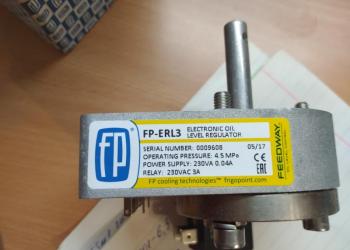 fp
FP-ERL3 ELECTRONIC OIL
LEVEL REGULATOR
SERIAL NUMBER: 0009608 05/17
OPERATING PRESSURE: 4.5 MPa
POWER SUPPLY: 230VA 0.04A
RELAY: 230VAC 3A
FP cooling technologies™ frigopoint.com
FEEDWAY
CE
EAC